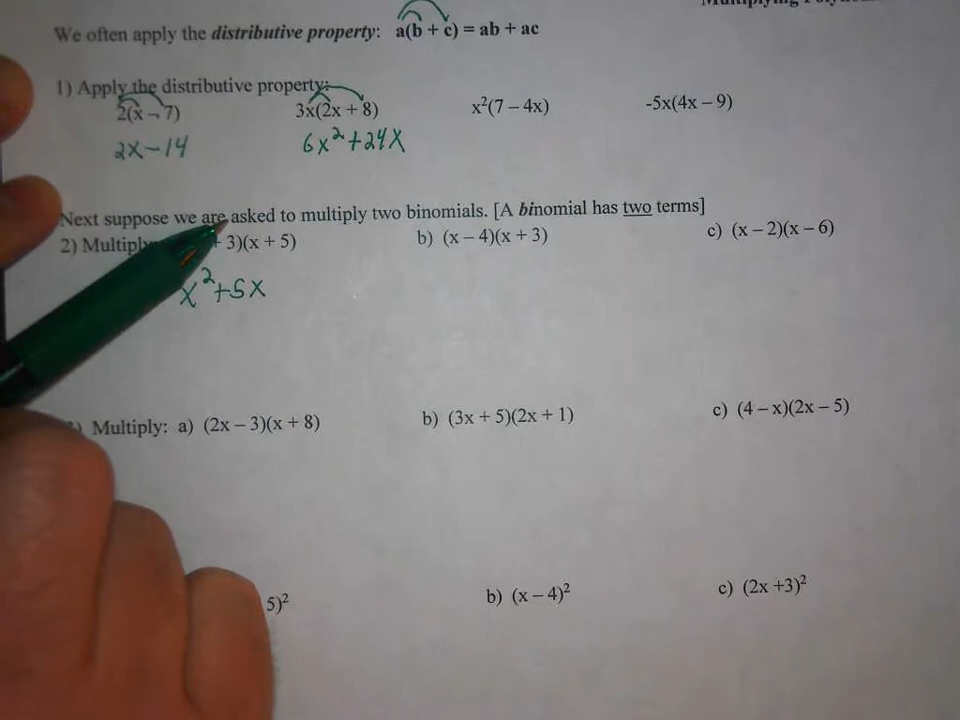 We often apply the distributive property: a(b + c) = ab + ac
1) Apply the distributive property:
2(x – 7) 3x(2x + 8) x²(7 – 4x) -5x(4x – 9)
2x-14 6x²+24x
Next suppose we are asked to multiply two binomials. [A binomial has two terms]
2) Multiply 3)(x + 5) b) (x – 4)(x + 3) c) (x – 2)(x – 6)
x²+5x
Multiply: a) (2x – 3)(x + 8) b) (3x + 5)(2x + 1) c) (4 – x)(2x – 5)
5)² b) (x – 4)² c) (2x +3)²